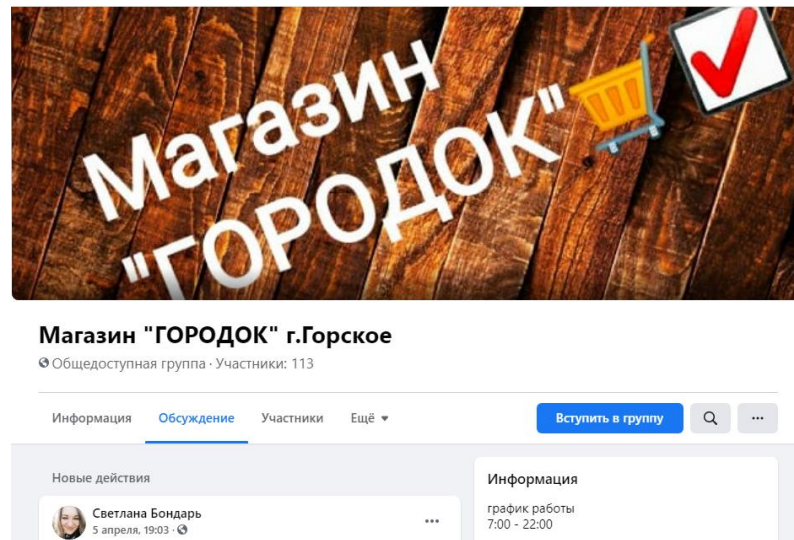 Магазин
"ГОРОДОК"
Магазин "ГОРОДОК" г.Горское
Общедоступная группа · Участники: 113
Информация Обсуждение Участники Ещё Вступить в группу
Новые действия
Светлана Бондарь
5 апреля, 19:03 ·
Информация
график работы
7:00 - 22:00